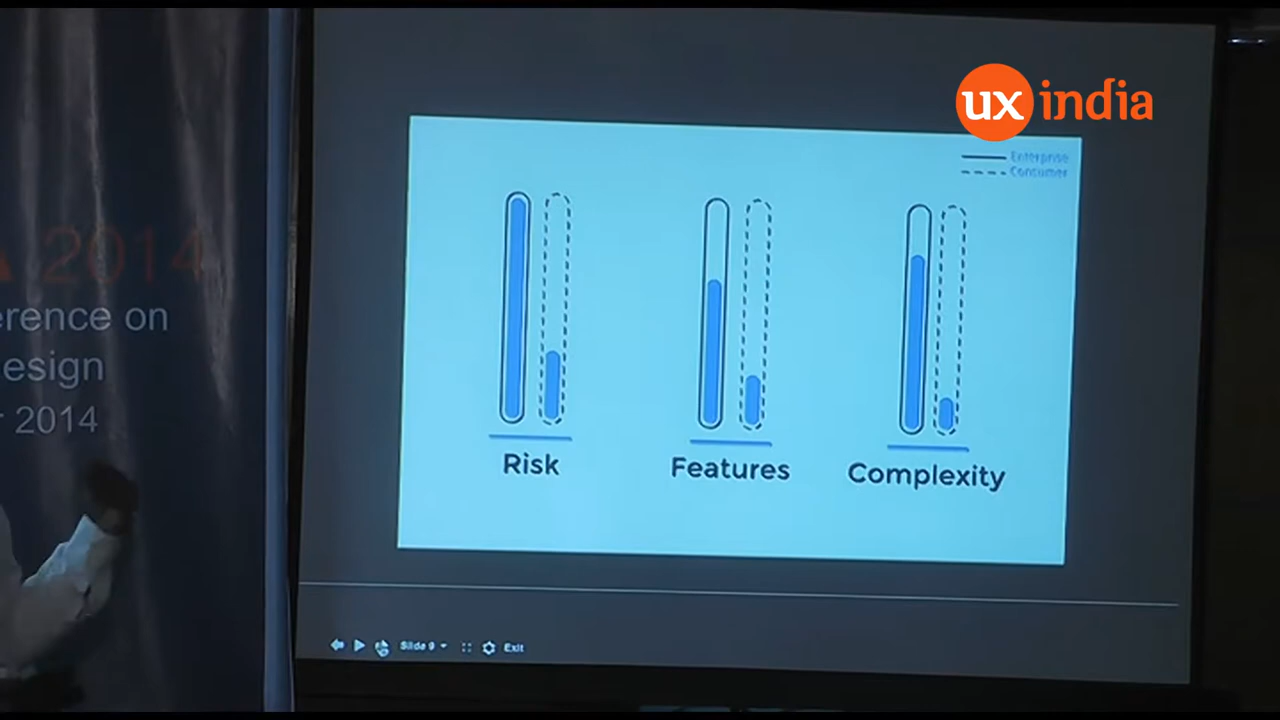 ux india
Enterprise
Consumer
2014
erence on
esign
2014
Risk
Features
Complexity
Slide 9
Exit